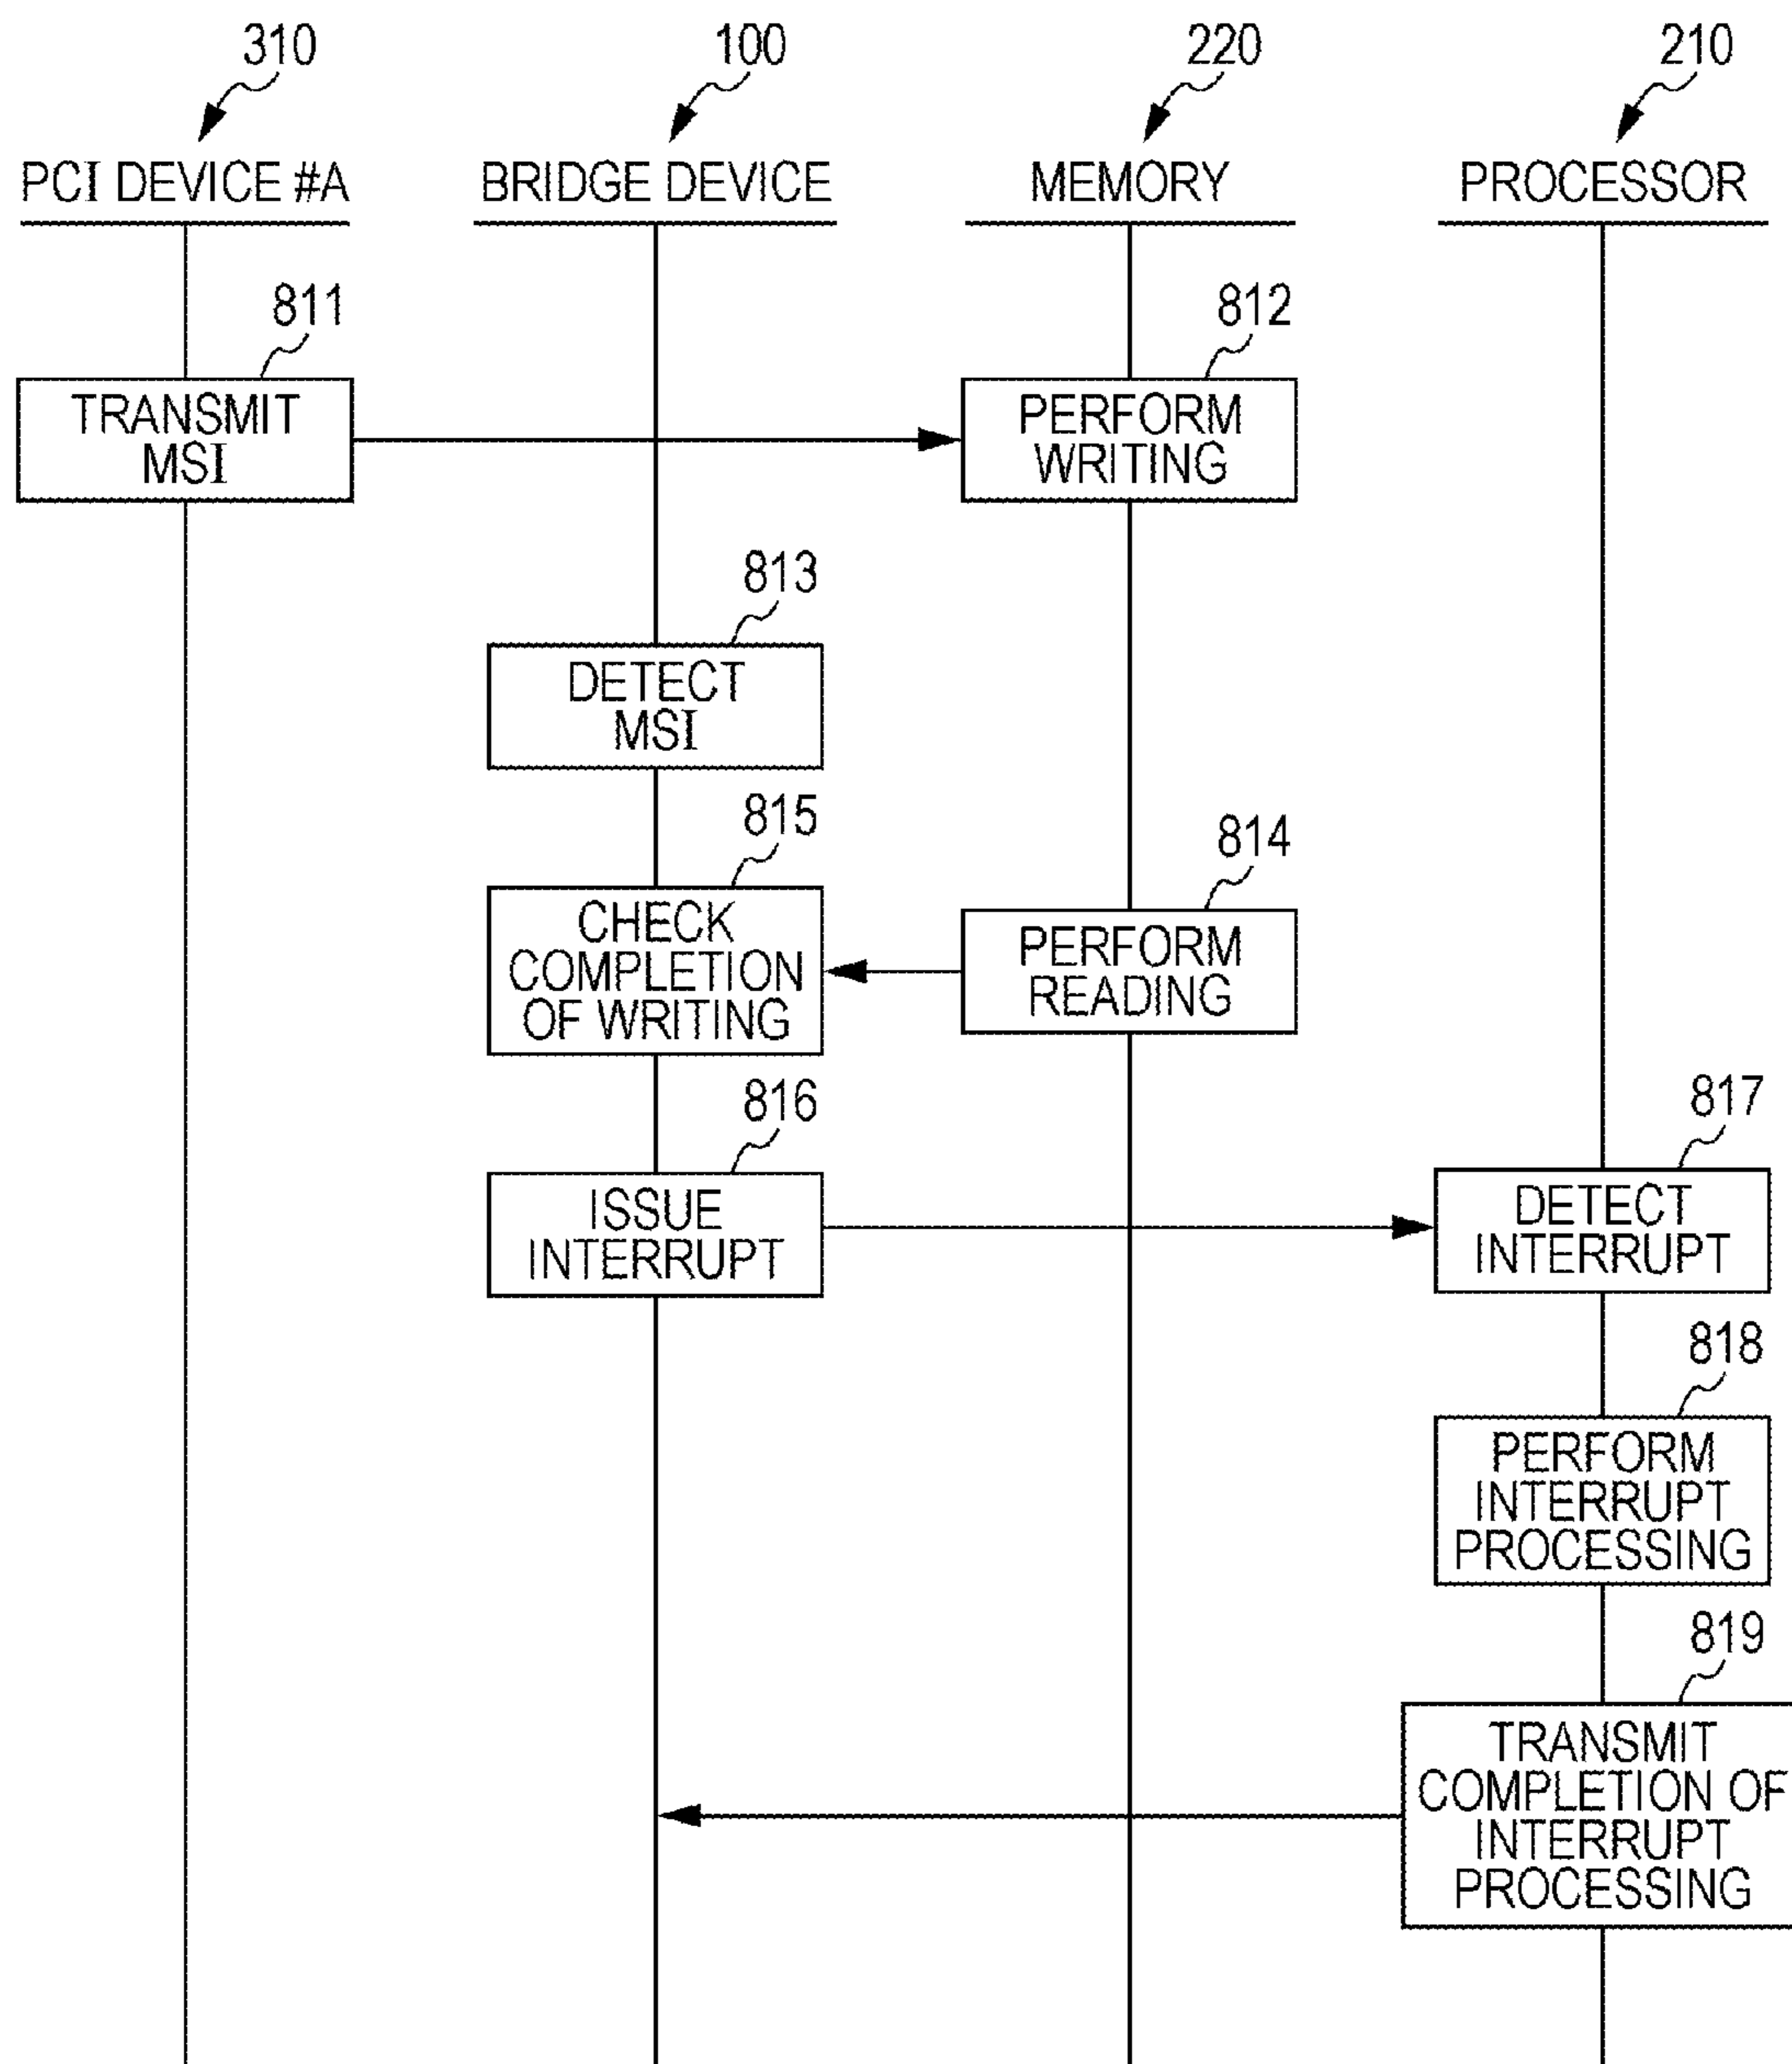 310
100
220
210
PCI DEVICE #A
BRIDGE DEVICE
MEMORY
PROCESSOR
811
812
TRANSMIT
MSI
PERFORM
WRITING
813
DETECT
MSI
815
814
CHECK
COMPLETION
OF WRITING
PERFORM
READING
816
817
ISSUE
INTERRUPT
DETECT
INTERRUPT
818
PERFORM
INTERRUPT
PROCESSING
819
TRANSMIT
COMPLETION OF
INTERRUPT
PROCESSING